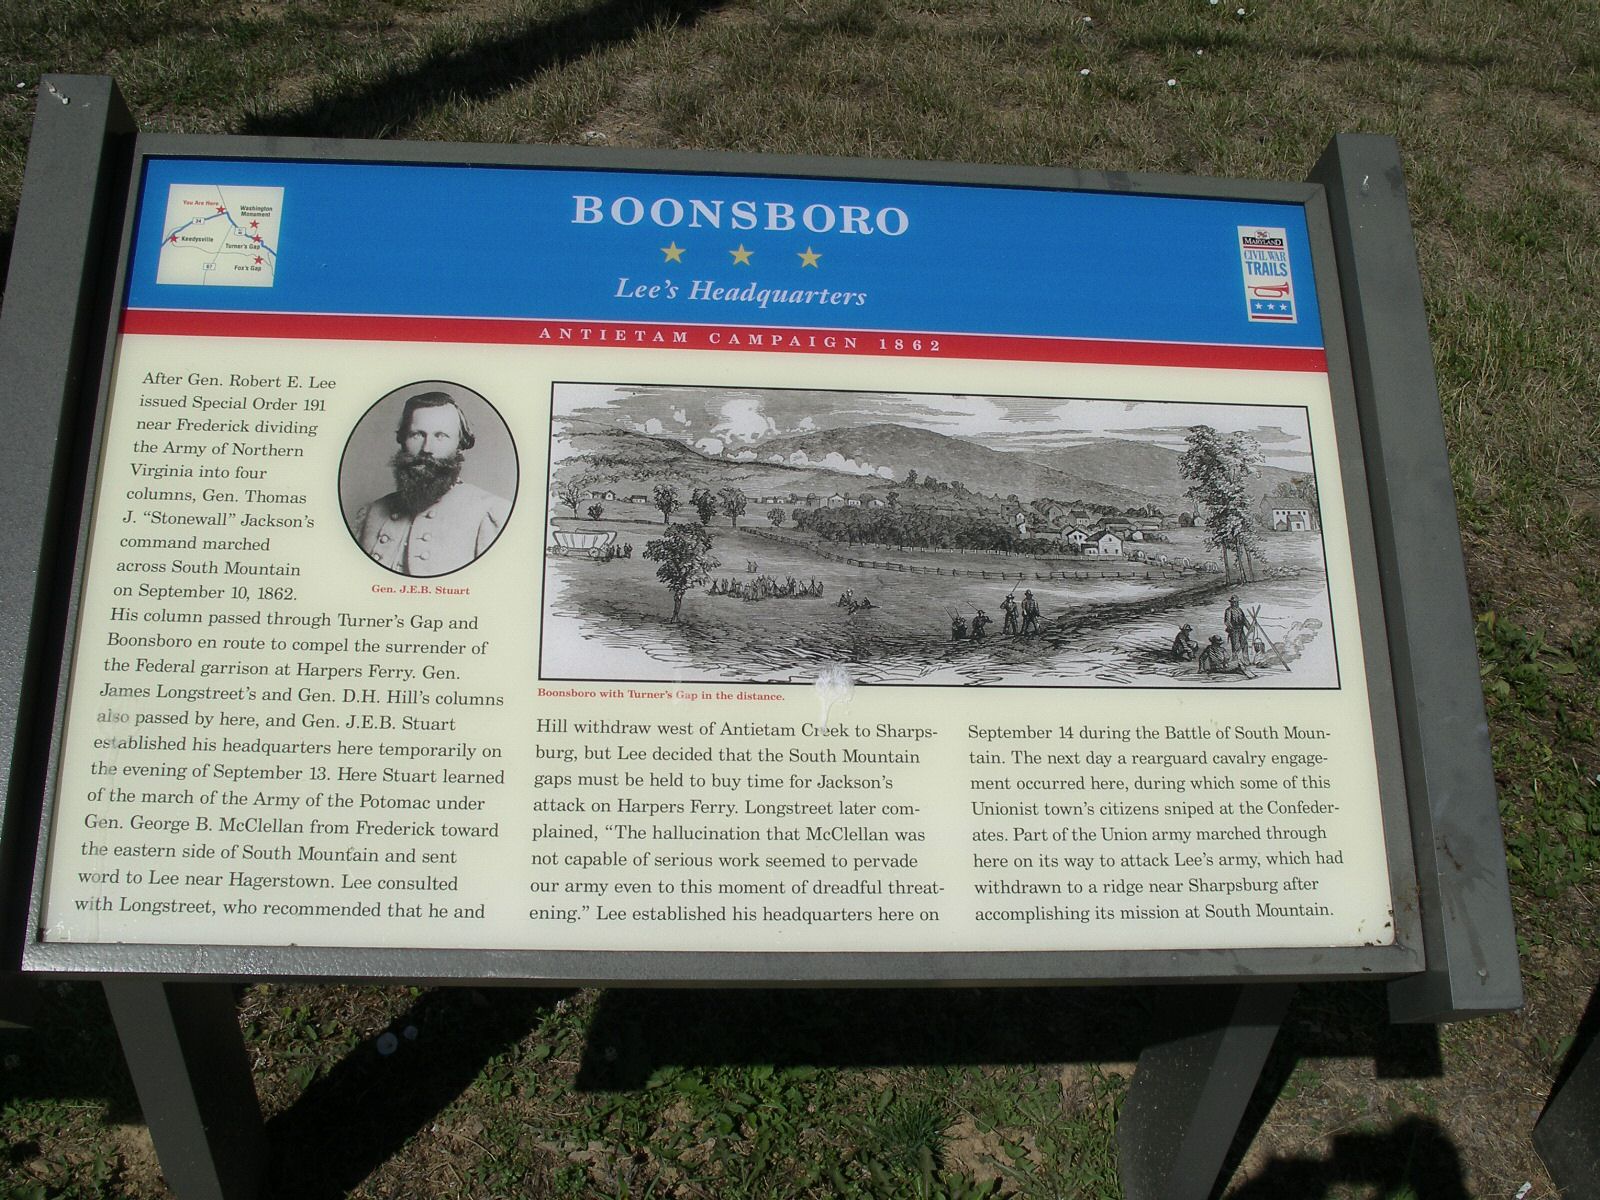 You Are Here
Washington
Monument
34
Keedysville
Turner's Gap
67
Fox's Gap
BOONSBORO
Lee's Headquarters
MARYLAND
CIVIL WAR
TRAILS
ANTIETAM CAMPAIGN 1862
After Gen. Robert E. Lee
issued Special Order 191
near Frederick dividing
the Army of Northern
Virginia into four
columns, Gen. Thomas
J. “Stonewall” Jackson's
command marched
across South Mountain
on September 10, 1862.
His column passed through Turner's Gap and
Boonsboro en route to compel the surrender of
the Federal garrison at Harpers Ferry. Gen.
James Longstreet's and Gen. D.H. Hill's columns
also passed by here, and Gen. J.E.B. Stuart
established his headquarters here temporarily on
the evening of September 13. Here Stuart learned
of the march of the Army of the Potomac under
Gen. George B. McClellan from Frederick toward
the eastern side of South Mountain and sent
word to Lee near Hagerstown. Lee consulted
with Longstreet, who recommended that he and
Gen. J.E.B. Stuart
Boonsboro with Turner's Gap in the distance.
Hill withdraw west of Antietam Creek to Sharps-
burg, but Lee decided that the South Mountain
gaps must be held to buy time for Jackson's
attack on Harpers Ferry. Longstreet later com-
plained, “The hallucination that McClellan was
not capable of serious work seemed to pervade
our army even to this moment of dreadful threat-
ening.” Lee established his headquarters here on
September 14 during the Battle of South Moun-
tain. The next day a rearguard cavalry engage-
ment occurred here, during which some of this
Unionist town's citizens sniped at the Confeder-
ates. Part of the Union army marched through
here on its way to attack Lee's army, which had
withdrawn to a ridge near Sharpsburg after
accomplishing its mission at South Mountain.